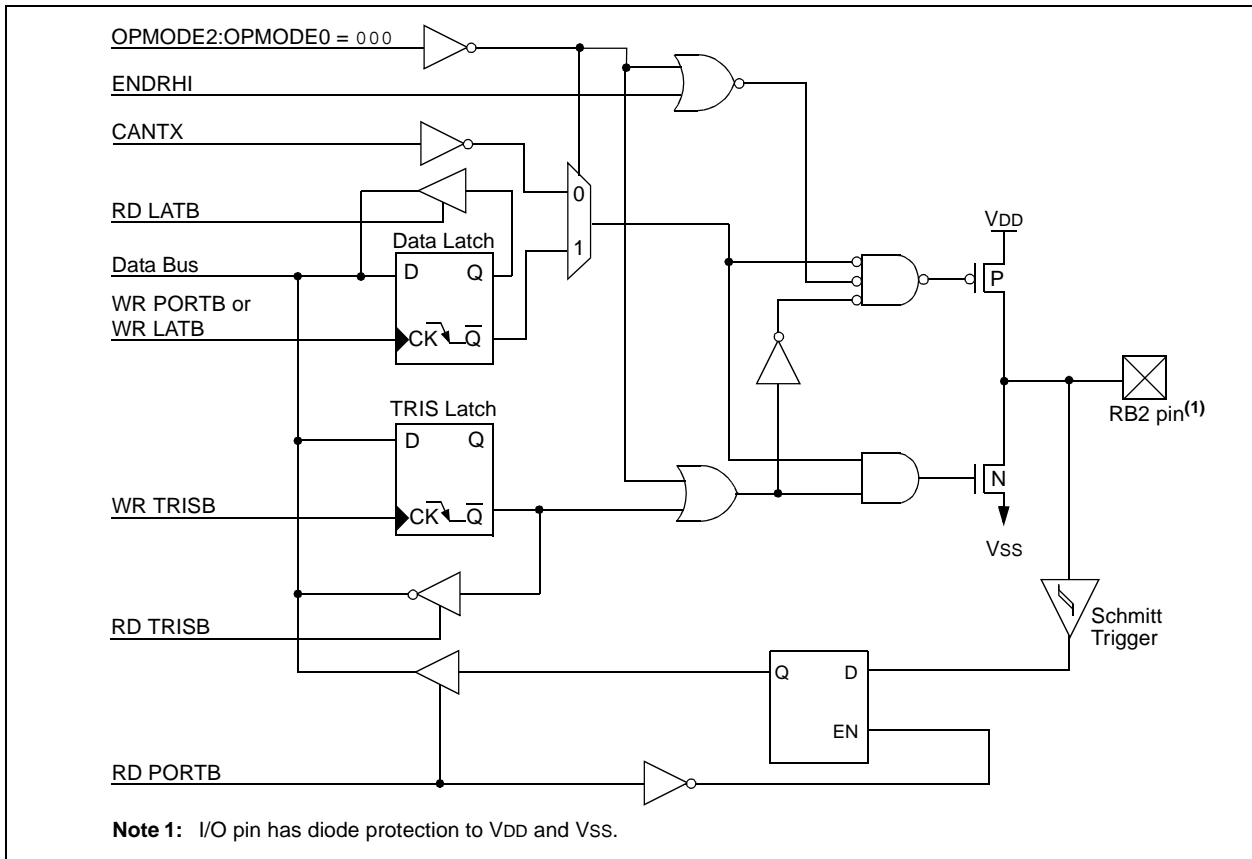 OPMODE2:OPMODE0 = 000
ENDRHI
CANTX
0
RD LATB
VDD
Data Latch
1
Data Bus
D Q
P
WR PORTB or
WR LATB
CK Q
RB2 pin(1)
TRIS Latch
D Q
N
WR TRISB
CK Q
VSS
Schmitt
Trigger
RD TRISB
Q D
EN
RD PORTB
Note 1: I/O pin has diode protection to VDD and VSS.